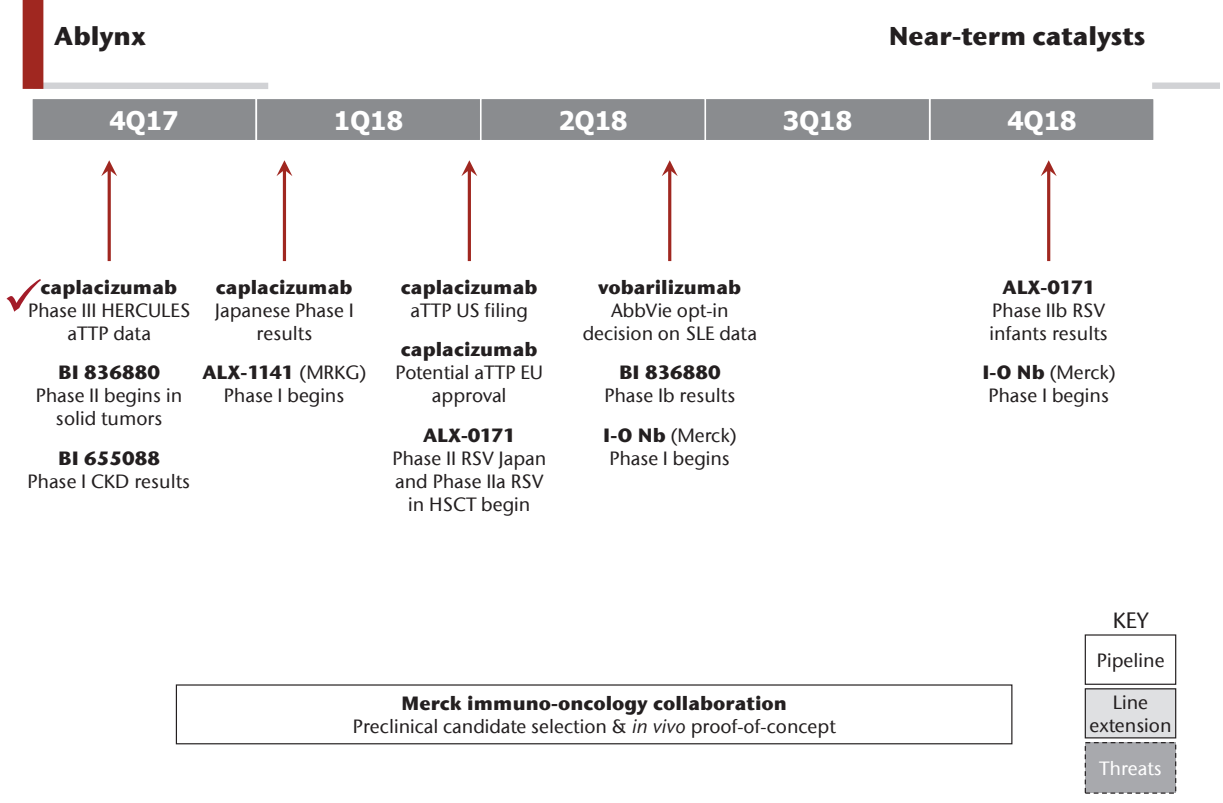 Ablynx
Near-term catalysts
4Q17
1Q18
2Q18
3Q18
4Q18
caplacizumab
Phase III HERCULES
aTTP data
BI 836880
Phase II begins in
solid tumors
BI 655088
Phase I CKD results
caplacizumab
Japanese Phase I
results
ALX-1141 (MRKG)
Phase I begins
caplacizumab
aTTP US filing
caplacizumab
Potential aTTP EU
approval
ALX-0171
Phase II RSV Japan
and Phase IIa RSV
in HSCT begin
vobarilizumab
AbbVie opt-in
decision on SLE data
BI 836880
Phase Ib results
I-O Nb (Merck)
Phase I begins
ALX-0171
Phase IIb RSV
infants results
I-O Nb (Merck)
Phase I begins
Merck immuno-oncology collaboration
Preclinical candidate selection & in vivo proof-of-concept
KEY
Pipeline
Line
extension
Threats